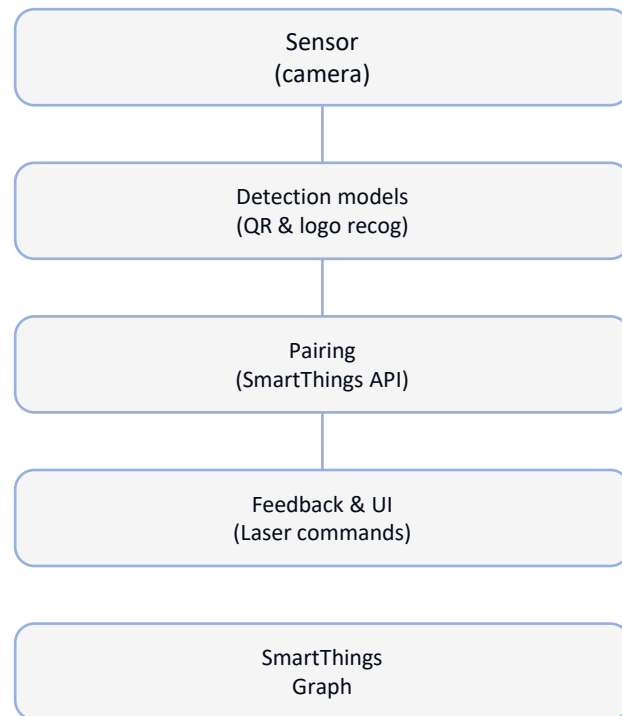 Sensor
(camera)
Detection models
(QR & logo recog)
Pairing
(SmartThings API)
Feedback & UI
(Laser commands)
SmartThings
Graph